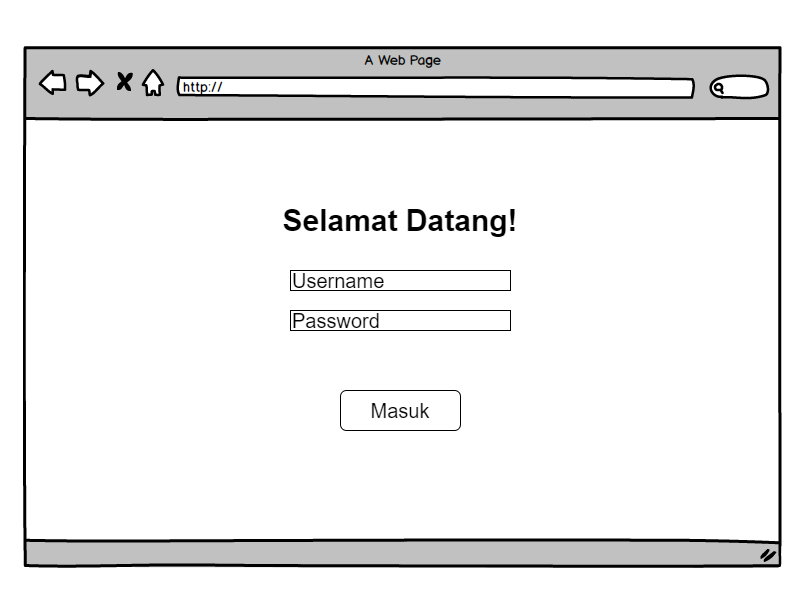 A Web Page
http://
Selamat Datang!
Username
Password
Masuk